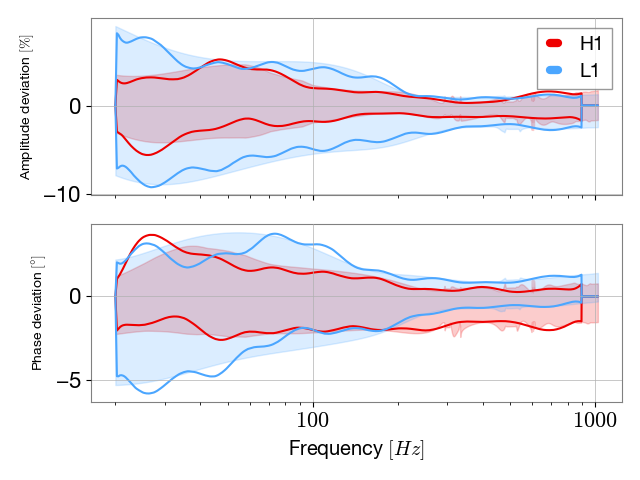 H1
L1
Amplitude deviation [%]
0
−10
Phase deviation [°]
0
−5
100
1000
Frequency [Hz]